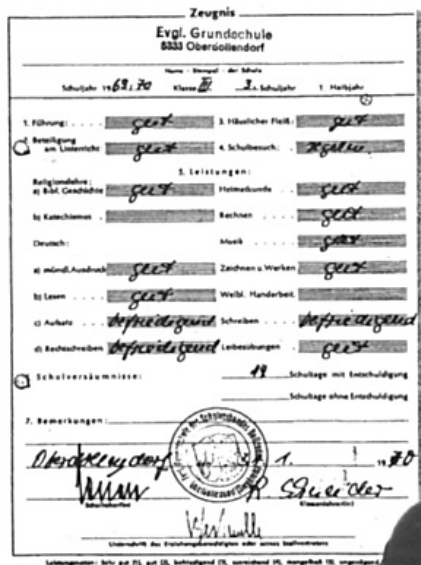 Zeugnis
Evgl. Grundschule
5333 Oberdollendorf
Name - Stempel - der Schule
Schuljahr 1969/70 Klasse III 3. Schuljahr 1. Halbjahr
1. Führung: gut 3. Häuslicher Fleiß: gut
2. Beteiligung am Unterricht gut 4. Schulbesuch:
5. Leistungen:
Religionslehre:
a) Bibl. Geschichte gut Heimatkunde gut
b) Katechismus Rechnen gut
Deutsch: Musik gut
a) mündl. Ausdruck gut Zeichnen u. Werken gut
b) Lesen gut Weibl. Handarbeit
c) Aufsatz befriedigend Schreiben befriedigend
d) Rechtschreiben befriedigend Leibesübungen gut
Schulversäumnisse: 19 Schultage mit Entschuldigung
Schultage ohne Entschuldigung
7. Bemerkungen:
Oberdollendorf 1. 1970
R. Schneider
Klassenlehrer(in)
Unterschrift des Erziehungsberechtigten oder seines Stellvertreters